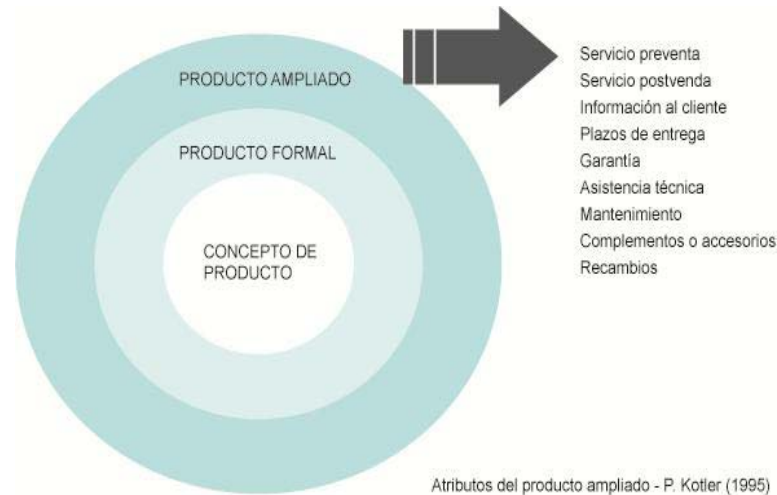 PRODUCTO AMPLIADO
PRODUCTO FORMAL
CONCEPTO DE
PRODUCTO
Servicio preventa
Servicio postvenda
Información al cliente
Plazos de entrega
Garantía
Asistencia técnica
Mantenimiento
Complementos o accesorios
Recambios
Atributos del producto ampliado - P. Kotler (1995)